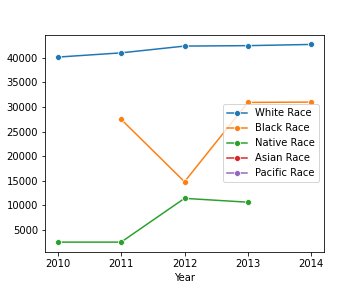 40000
35000
30000
25000
20000
15000
10000
5000
White Race
Black Race
Native Race
Asian Race
Pacific Race
2010 2011 2012 2013 2014
Year